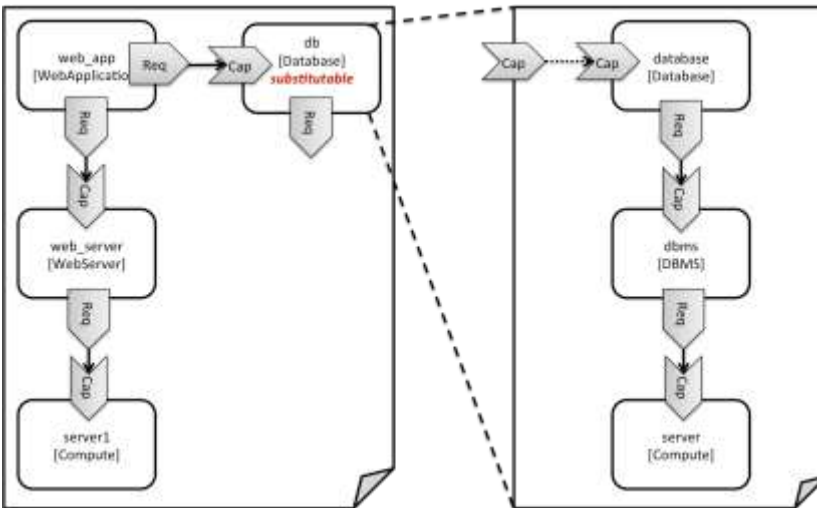 web_app
[WebApplicatio
Req
Cap
db
[Database]
substitutable
Req
Req
Cap
web_server
[WebServer]
Req
Cap
server1
[Compute]
Cap
Cap
database
[Database]
Req
Cap
dbms
[DBMS]
Req
Cap
server
[Compute]